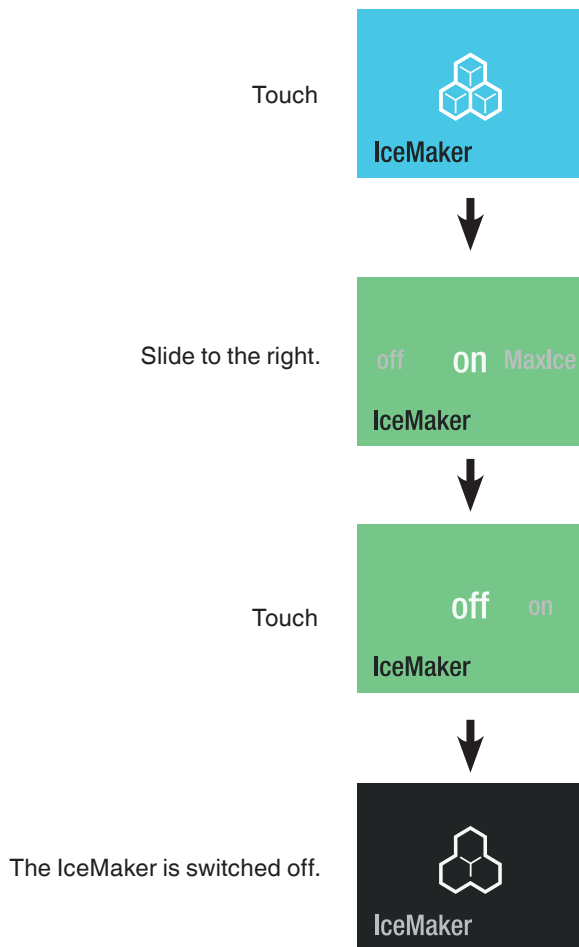 Touch
IceMaker
Slide to the right.
off on MaxIce
IceMaker
Touch
off on
IceMaker
The IceMaker is switched off.
IceMaker